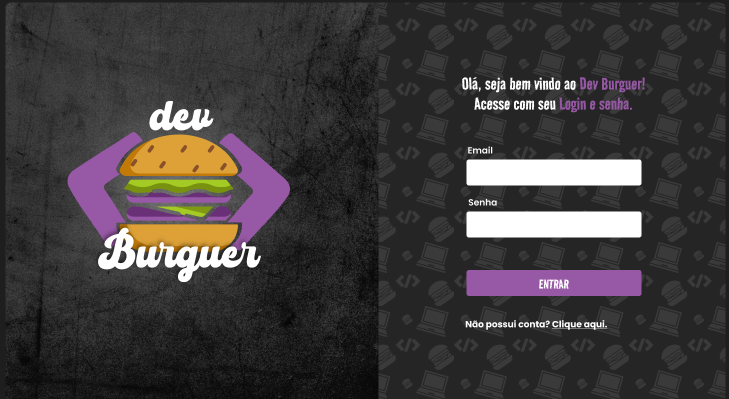 dev
Burguer
Olá, seja bem vindo ao Dev Burguer!
Acesse com seu Login e senha.
Email
Senha
ENTRAR
Não possui conta? Clique aqui.